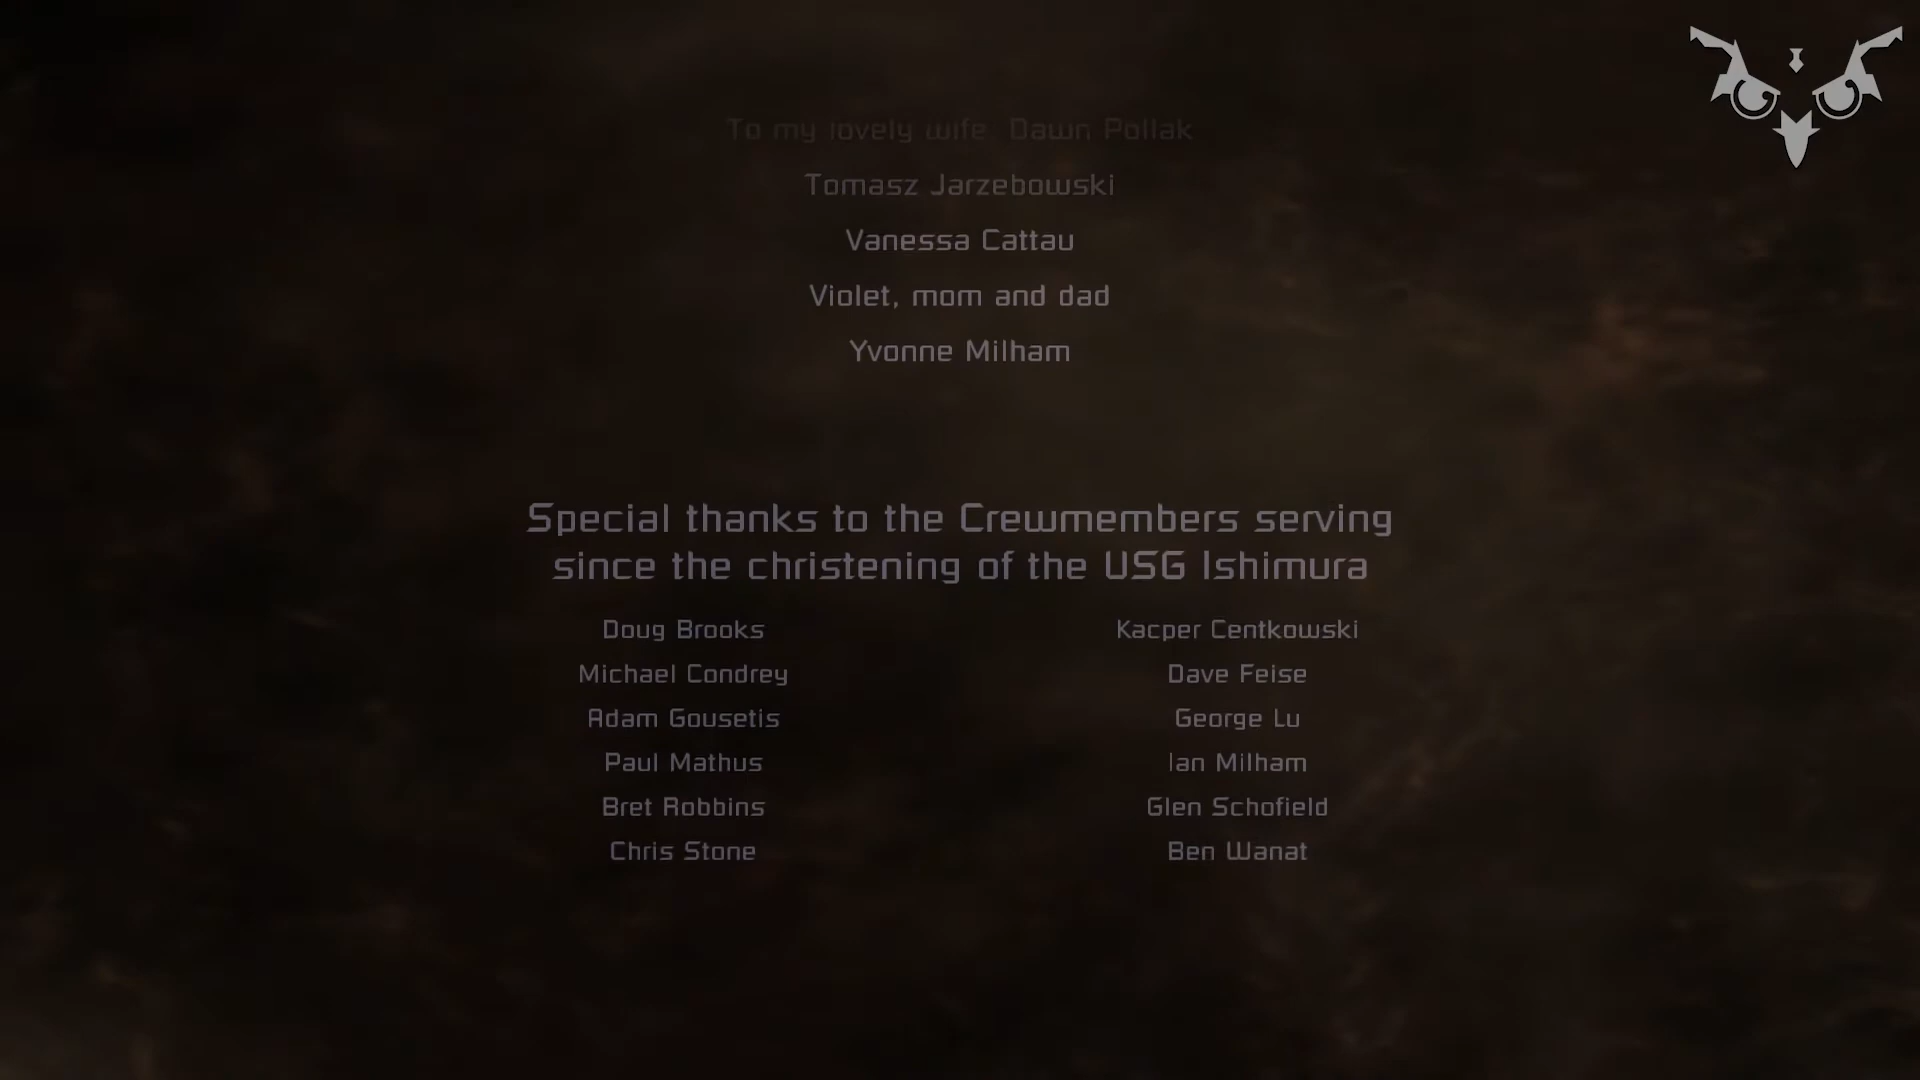 To my lovely wife, Dawn Pollak
Tomasz Jarzebowski
Vanessa Cattau
Violet, mom and dad
Yvonne Milham
Special thanks to the Crewmembers serving
since the christening of the USG Ishimura
Doug Brooks
Kacper Centkowski
Michael Condrey
Dave Feise
Adam Gousetis
George Lu
Paul Mathus
Ian Milham
Bret Robbins
Glen Schofield
Chris Stone
Ben Wanat